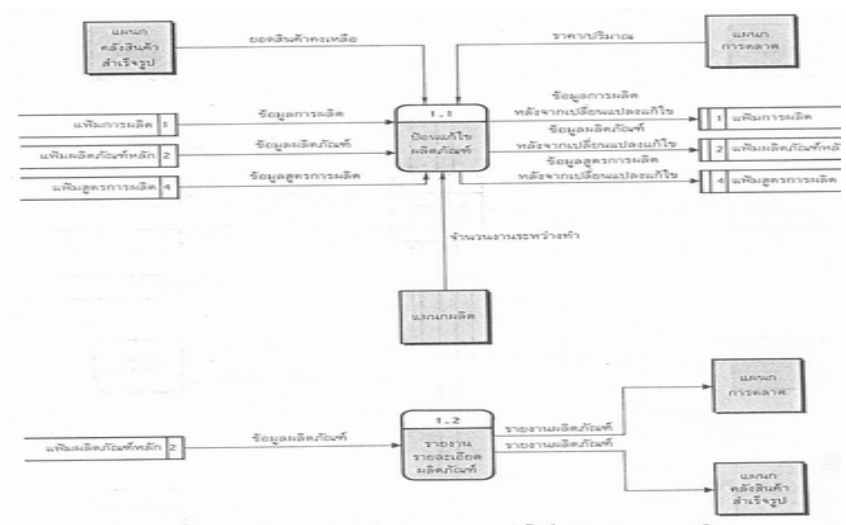 แผนก
คลังสินค้า
สำเร็จรูป
ยอดสินค้าคงเหลือ
ราคา/ปริมาณ
แผนก
การตลาด
แฟ้มการผลิต 1
ข้อมูลการผลิต
1.1
ป้อนแก้ไข
ผลิตภัณฑ์
ข้อมูลการผลิต
หลังจากเปลี่ยนแปลงแก้ไข
1 แฟ้มการผลิต
แฟ้มผลิตภัณฑ์หลัก 2
ข้อมูลผลิตภัณฑ์
ข้อมูลผลิตภัณฑ์
หลังจากเปลี่ยนแปลงแก้ไข
2 แฟ้มผลิตภัณฑ์หลัก
แฟ้มสูตรการผลิต 4
ข้อมูลสูตรการผลิต
ข้อมูลสูตรการผลิต
หลังจากเปลี่ยนแปลงแก้ไข
4 แฟ้มสูตรการผลิต
จำนวนงานระหว่างทำ
แผนกผลิต
แฟ้มผลิตภัณฑ์หลัก 2
ข้อมูลผลิตภัณฑ์
1.2
รายงาน
รายละเอียด
ผลิตภัณฑ์
รายงานผลิตภัณฑ์
รายงานผลิตภัณฑ์
แผนก
การตลาด
แผนก
คลังสินค้า
สำเร็จรูป